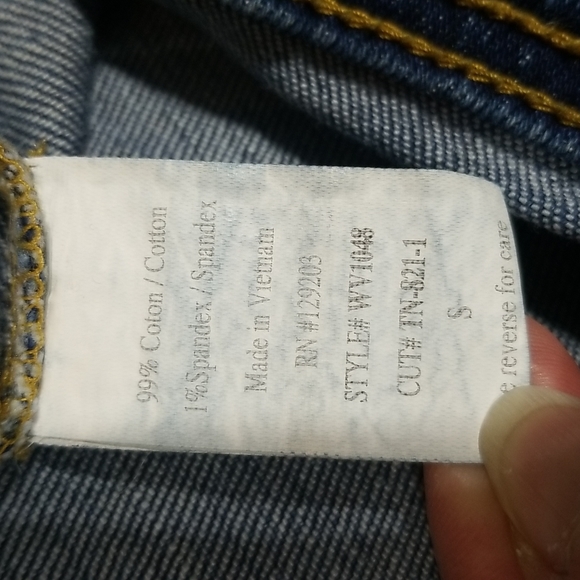 99% Coton / Cotton
1%Spandex / Spandex
Made in Vietnam
RN #129203
STYLE# WV1048
CUT# TN-821-1
S
e reverse for care